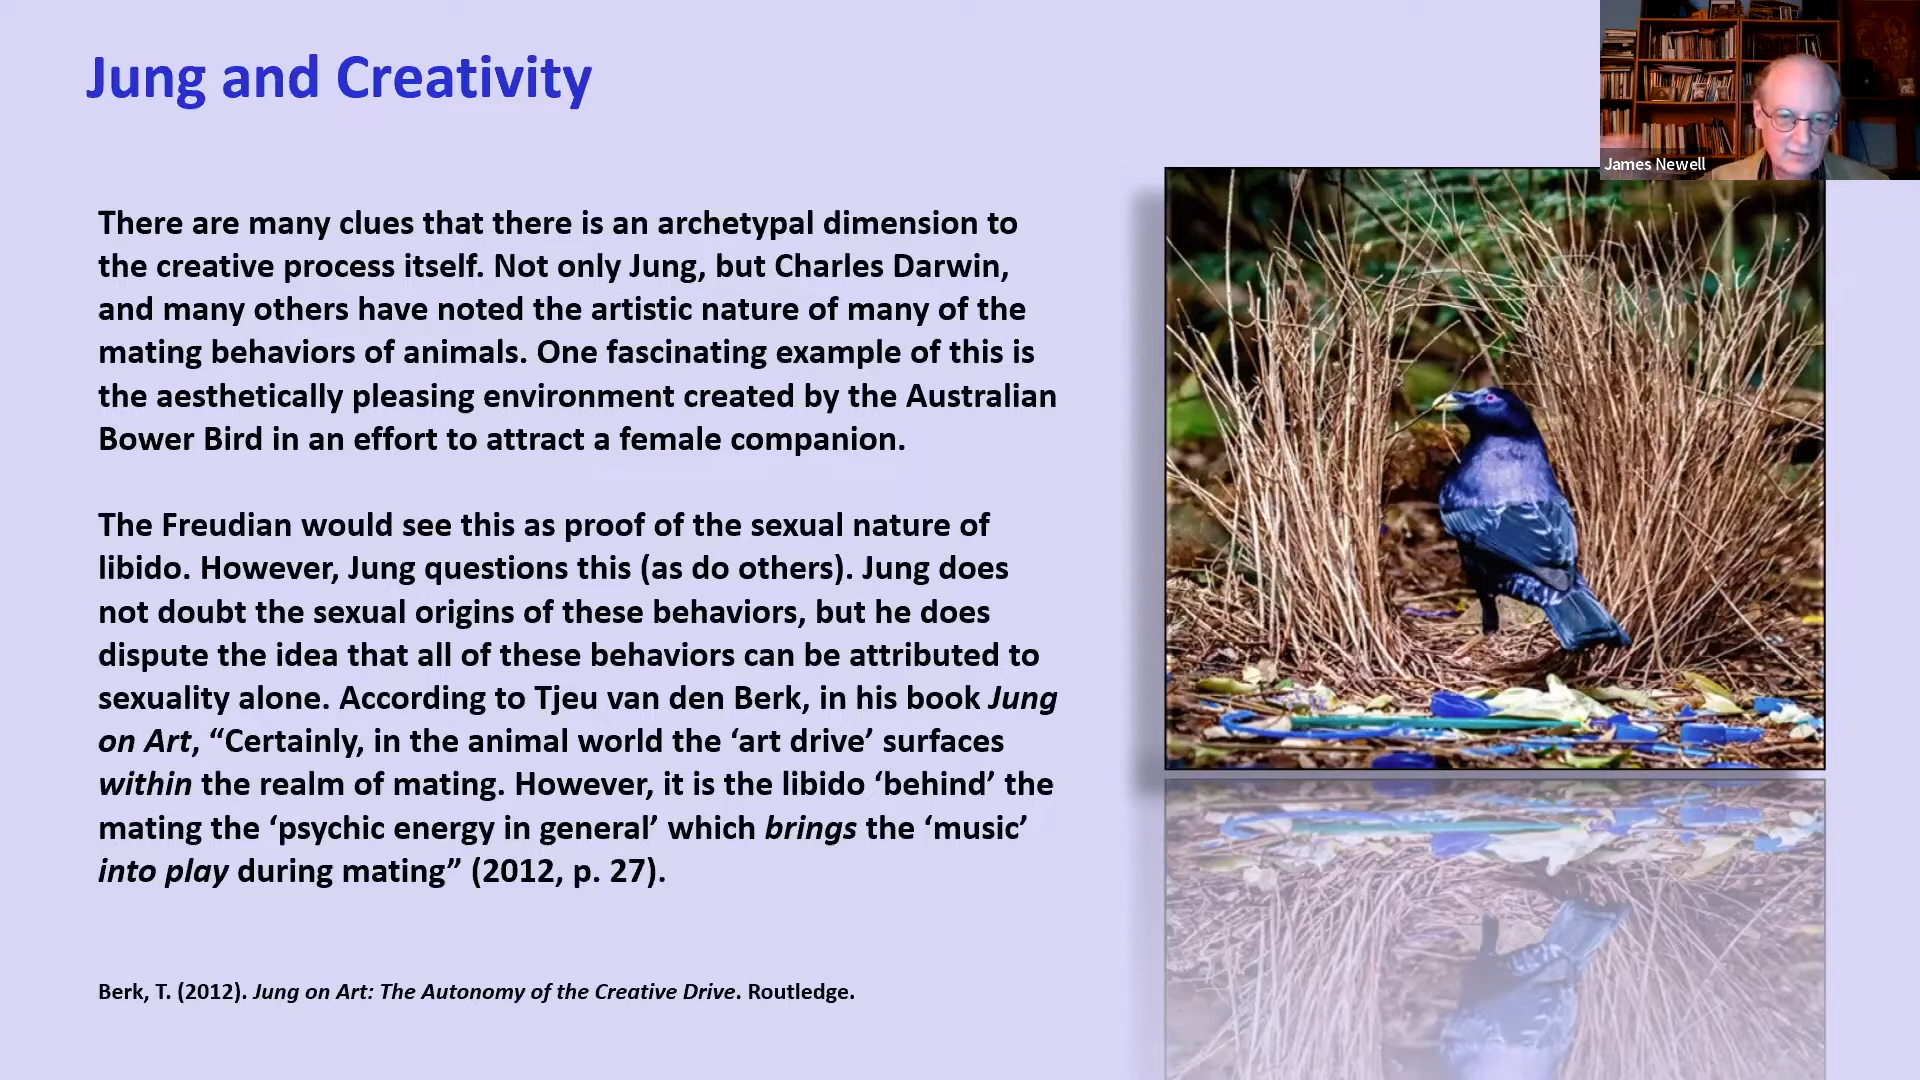 Jung and Creativity
James Newell
There are many clues that there is an archetypal dimension to
the creative process itself. Not only Jung, but Charles Darwin,
and many others have noted the artistic nature of many of the
mating behaviors of animals. One fascinating example of this is
the aesthetically pleasing environment created by the Australian
Bower Bird in an effort to attract a female companion.
The Freudian would see this as proof of the sexual nature of
libido. However, Jung questions this (as do others). Jung does
not doubt the sexual origins of these behaviors, but he does
dispute the idea that all of these behaviors can be attributed to
sexuality alone. According to Tjeu van den Berk, in his book Jung
on Art, “Certainly, in the animal world the ‘art drive’ surfaces
within the realm of mating. However, it is the libido ‘behind’ the
mating the ‘psychic energy in general’ which brings the ‘music’
into play during mating” (2012, p. 27).
Berk, T. (2012). Jung on Art: The Autonomy of the Creative Drive. Routledge.